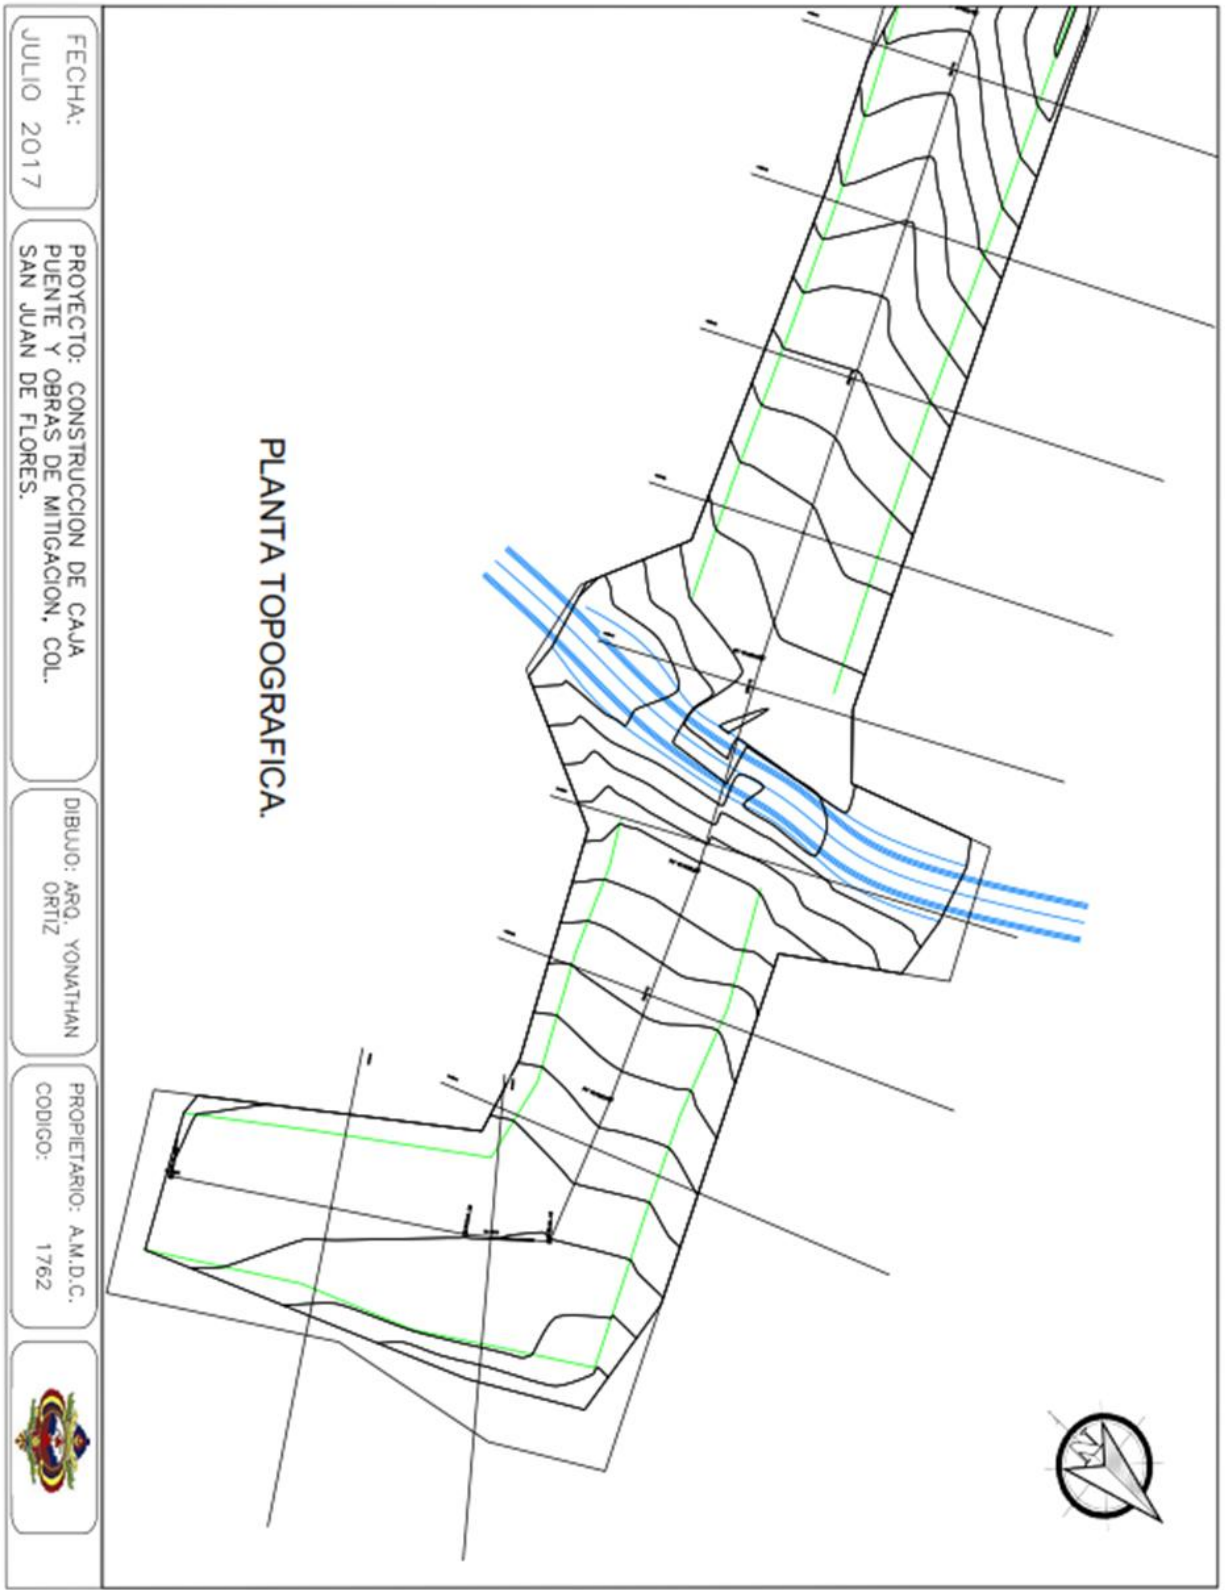 PLANTA TOPOGRAFICA.
FECHA:
JULIO 2017
PROYECTO: CONSTRUCCION DE CAJA
PUENTE Y OBRAS DE MITIGACION, COL.
SAN JUAN DE FLORES.
DIBUJO: ARQ. YONATHAN
ORTIZ
PROPIETARIO: A.M.D.C.
CODIGO: 1762
N